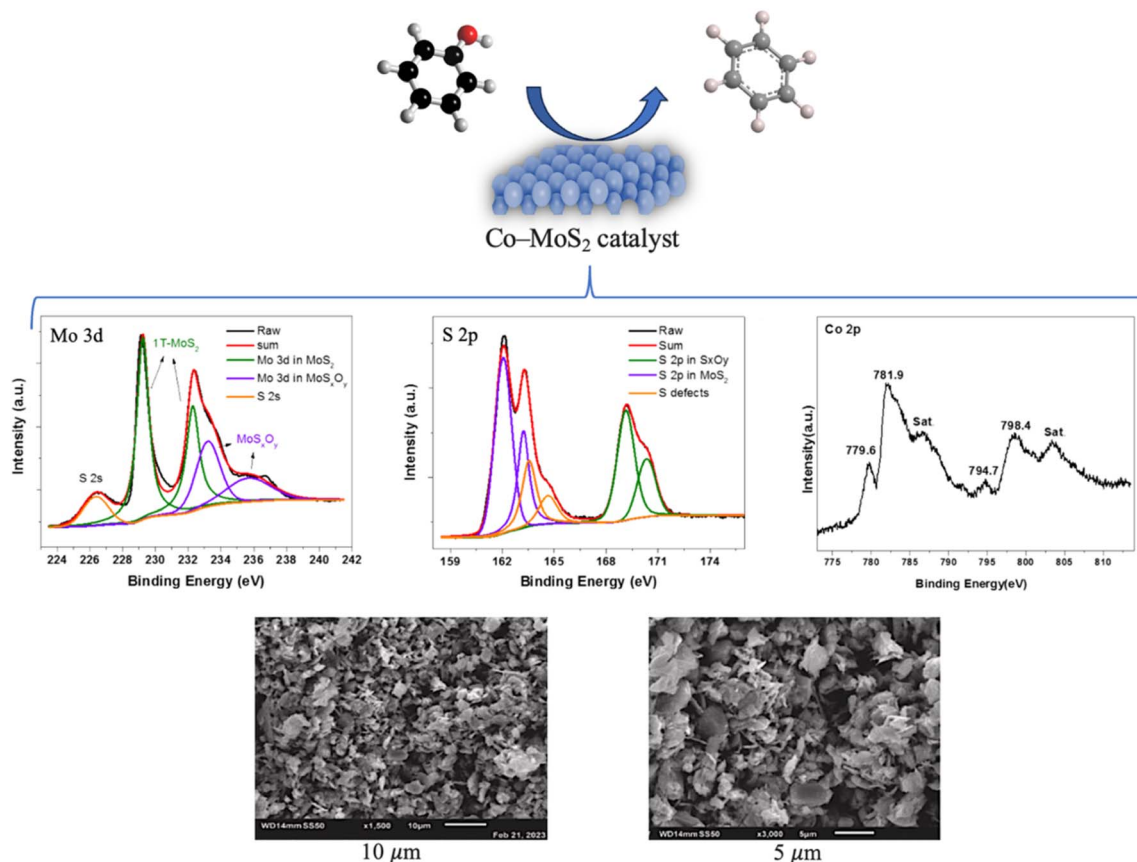 Co–MoS₂ catalyst
Mo 3d
1T-MoS₂
Raw
sum
Mo 3d in MoS₂
Mo 3d in MoSₓOᵧ
S 2s
MoSₓOᵧ
S 2s
Intensity (a.u.)
224 226 228 230 232 234 236 238 240 242
Binding Energy (eV)
S 2p
Raw
Sum
S 2p in SxOy
S 2p in MoS₂
S defects
Intensity (a.u.)
159 162 165 168 171 174
Binding Energy (eV)
Co 2p
781.9
779.6
Sat.
798.4
Sat.
794.7
Intensity(a.u.)
775 780 785 790 795 800 805 810
Binding Energy(eV)
WD14mm SS50 x1,500 10µm
Feb 21, 2023
10 µm
WD14mm SS50 x3,000 5µm
5 µm